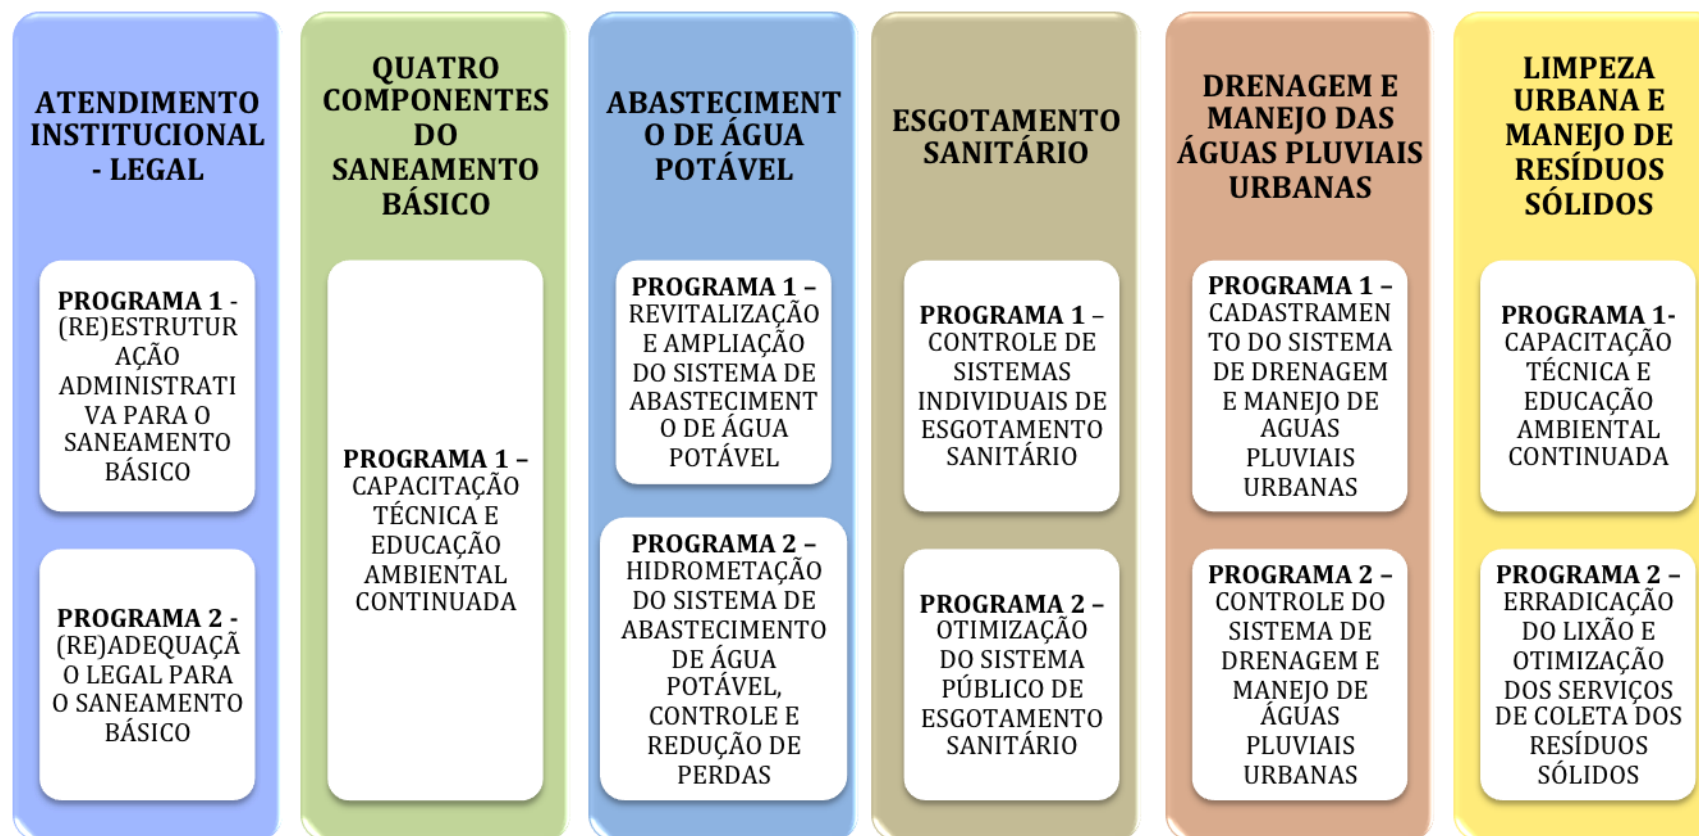 ATENDIMENTO
INSTITUCIONAL
- LEGAL
PROGRAMA 1 -
(RE)ESTRUTUR
AÇÃO
ADMINISTRATI
VA PARA O
SANEAMENTO
BÁSICO
PROGRAMA 2 -
(RE)ADEQUAÇÃ
O LEGAL PARA
O SANEAMENTO
BÁSICO
QUATRO
COMPONENTES
DO
SANEAMENTO
BÁSICO
PROGRAMA 1 –
CAPACITAÇÃO
TÉCNICA E
EDUCAÇÃO
AMBIENTAL
CONTINUADA
ABASTECIMENT
O DE ÁGUA
POTÁVEL
PROGRAMA 1 –
REVITALIZAÇÃO
E AMPLIAÇÃO
DO SISTEMA DE
ABASTECIMENT
O DE ÁGUA
POTÁVEL
PROGRAMA 2 –
HIDROMETAÇÃO
DO SISTEMA DE
ABASTECIMENTO
DE ÁGUA
POTÁVEL,
CONTROLE E
REDUÇÃO DE
PERDAS
ESGOTAMENTO
SANITÁRIO
PROGRAMA 1 –
CONTROLE DE
SISTEMAS
INDIVIDUAIS DE
ESGOTAMENTO
SANITÁRIO
PROGRAMA 2 –
OTIMIZAÇÃO
DO SISTEMA
PÚBLICO DE
ESGOTAMENTO
SANITÁRIO
DRENAGEM E
MANEJO DAS
ÁGUAS PLUVIAIS
URBANAS
PROGRAMA 1 –
CADASTRAMEN
TO DO SISTEMA
DE DRENAGEM
E MANEJO DE
AGUAS
PLUVIAIS
URBANAS
PROGRAMA 2 –
CONTROLE DO
SISTEMA DE
DRENAGEM E
MANEJO DE
ÁGUAS
PLUVIAIS
URBANAS
LIMPEZA
URBANA E
MANEJO DE
RESÍDUOS
SÓLIDOS
PROGRAMA 1-
CAPACITAÇÃO
TÉCNICA E
EDUCAÇÃO
AMBIENTAL
CONTINUADA
PROGRAMA 2 –
ERRADICAÇÃO
DO LIXÃO E
OTIMIZAÇÃO
DOS SERVIÇOS
DE COLETA DOS
RESÍDUOS
SÓLIDOS